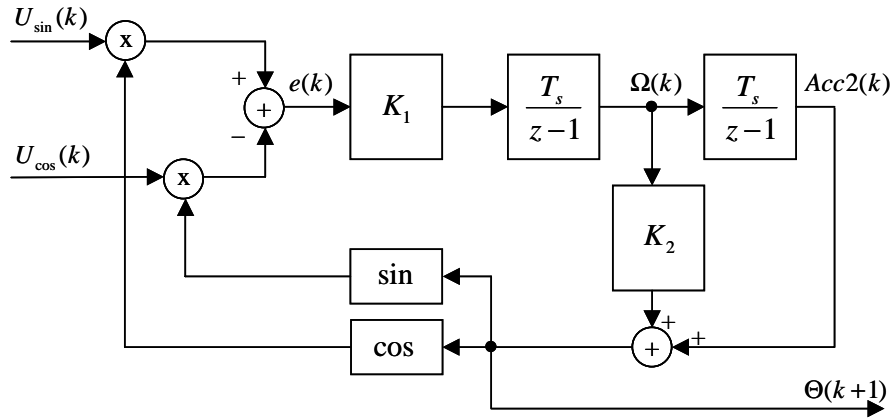 U_sin(k)
x
+
e(k)
+
K_1
T_s
z−1
Ω(k)
T_s
z−1
Acc2(k)
−
U_cos(k)
x
K_2
sin
cos
+
+
+
Θ(k+1)